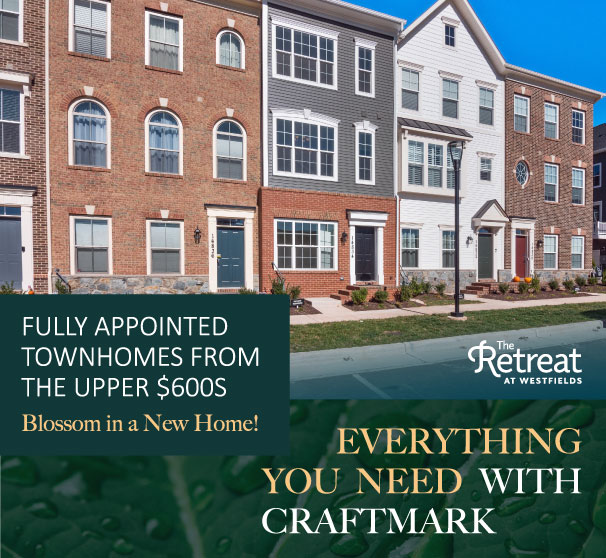 FULLY APPOINTED
TOWNHOMES FROM
THE UPPER $600S
Blossom in a New Home!
The
Retreat
AT WESTFIELDS
EVERYTHING
YOU NEED WITH
CRAFTMARK